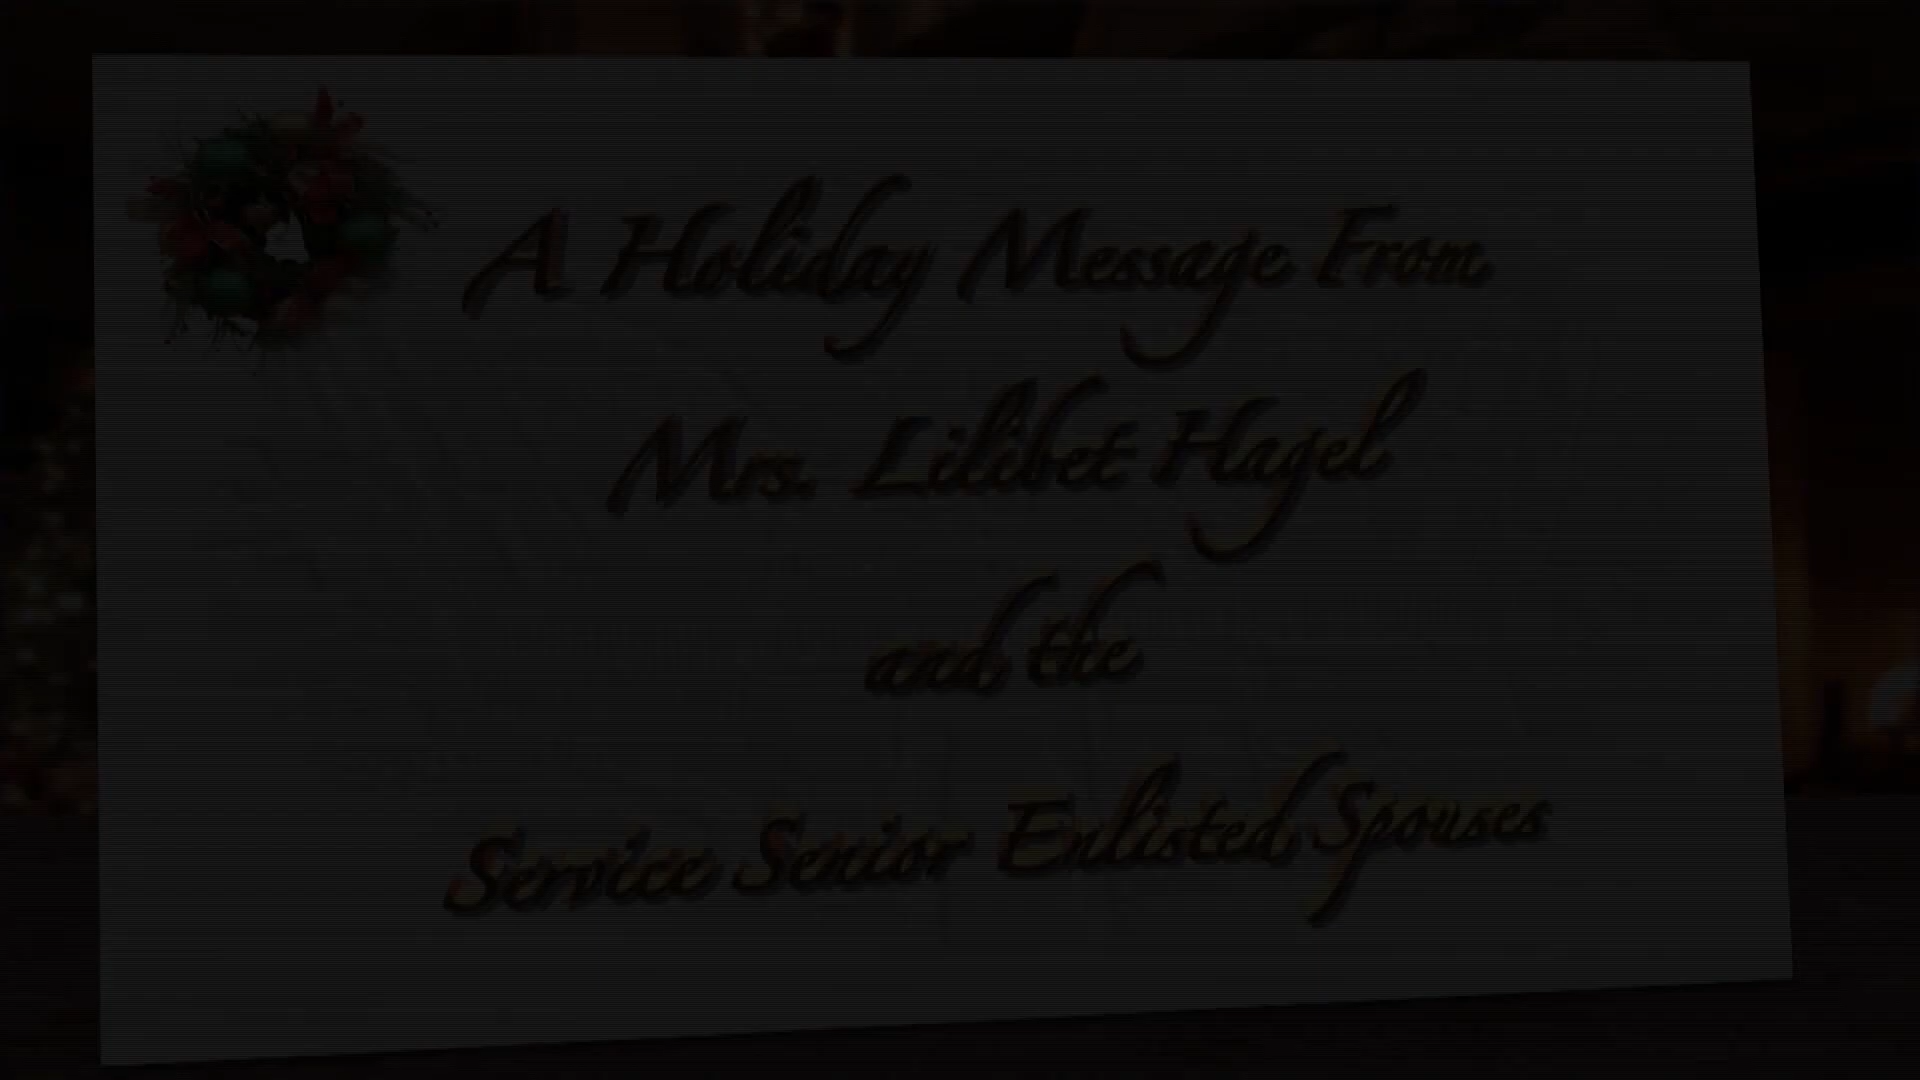 A Holiday Message From
Mrs. Lilibet Hagel
and the
Service Senior Enlisted Spouses